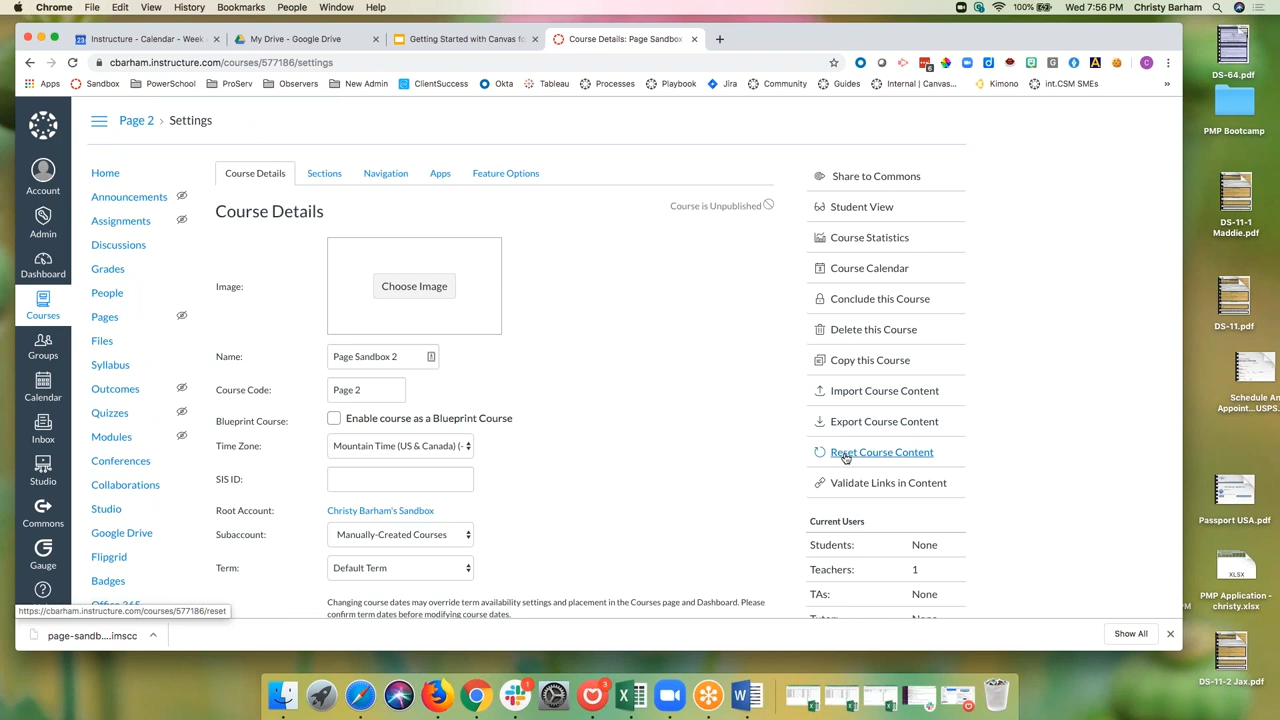 Chrome File Edit View History Bookmarks People Window Help
100% Wed 7:56 PM Christy Barham
Instructure - Calendar - Week
My Drive - Google Drive
Getting Started with Canvas for
Course Details: Page Sandbox
cbarham.instructure.com/courses/577186/settings
Apps Sandbox PowerSchool ProServ Observers New Admin ClientSuccess Okta Tableau Processes Playbook Jira Community Guides Internal | Canvas... Kimono int.CSM SMEs »
Page 2 › Settings
Account
Admin
Dashboard
Courses
Groups
Calendar
Inbox
Studio
Commons
Gauge
Home
Announcements
Assignments
Discussions
Grades
People
Pages
Files
Syllabus
Outcomes
Quizzes
Modules
Conferences
Collaborations
Studio
Google Drive
Flipgrid
Badges
Office 365
Course Details Sections Navigation Apps Feature Options
Course Details
Course is Unpublished
Image:
Choose Image
Name: Page Sandbox 2
Course Code: Page 2
Blueprint Course: Enable course as a Blueprint Course
Time Zone: Mountain Time (US & Canada) (-
SIS ID:
Root Account: Christy Barham's Sandbox
Subaccount: Manually-Created Courses
Term: Default Term
Changing course dates may override term availability settings and placement in the Courses page and Dashboard. Please
confirm term dates before modifying course dates.
Share to Commons
Student View
Course Statistics
Course Calendar
Conclude this Course
Delete this Course
Copy this Course
Import Course Content
Export Course Content
Reset Course Content
Validate Links in Content
Current Users
Students: None
Teachers: 1
TAs: None
https://cbarham.instructure.com/courses/577186/reset
page-sandb....imscc
Show All
DS-64.pdf
PMP Bootcamp
DS-11-1
Maddie.pdf
DS-11.pdf
Schedule An
Appoint...USPS.
Passport USA.pdf
XLSX
PM
PMP Application -
christy.xlsx
DS-11-2 Jax.pdf
1
3